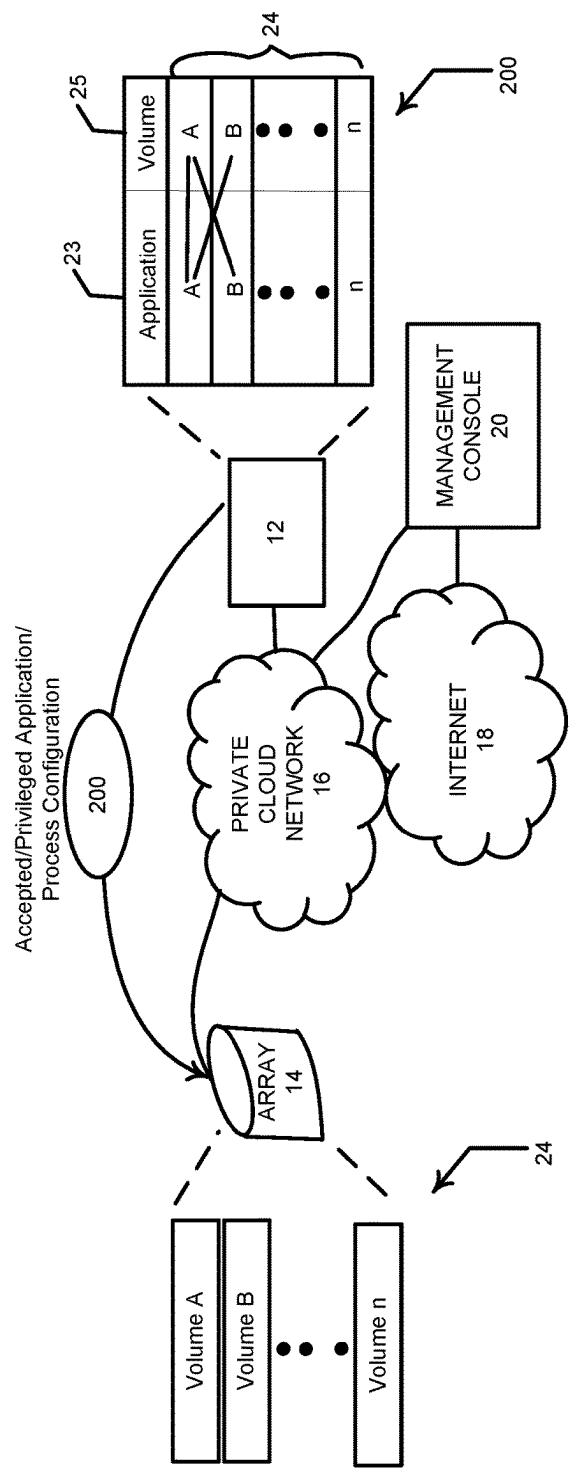 Accepted/Privileged Application/
Process Configuration
200
23
25
Application
Volume
A
A
B
B
n
n
24
200
12
PRIVATE
CLOUD
NETWORK
16
INTERNET
18
MANAGEMENT
CONSOLE
20
ARRAY
14
Volume A
Volume B
Volume n
24